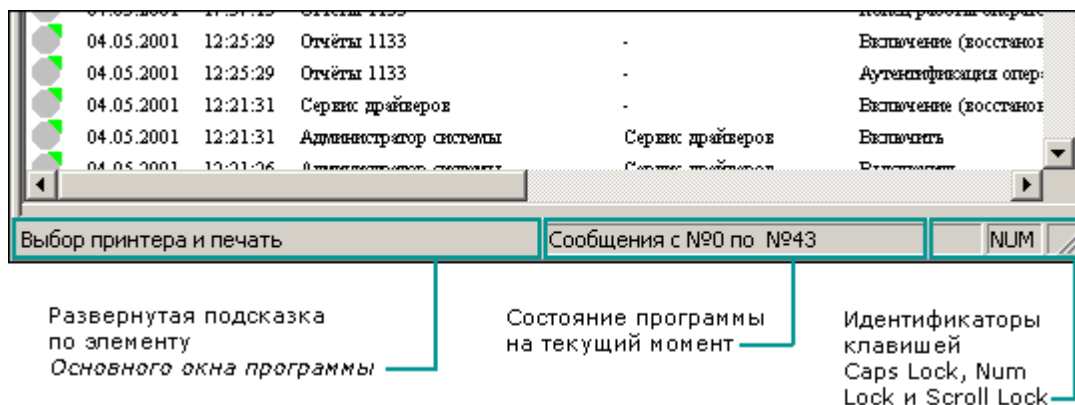 04.05.2001 12:25:29 Отчёты 1133 - Включение (восстанов
04.05.2001 12:25:29 Отчёты 1133 - Аутентификация опер
04.05.2001 12:21:31 Сервис драйверов - Включение (восстанов
04.05.2001 12:21:31 Администратор системы Сервис драйверов Включить
Выбор принтера и печать Сообщения с №0 по №43 NUM
Развернутая подсказка
по элементу
Основного окна программы
Состояние программы
на текущий момент
Идентификаторы
клавишей
Caps Lock, Num
Lock и Scroll Lock